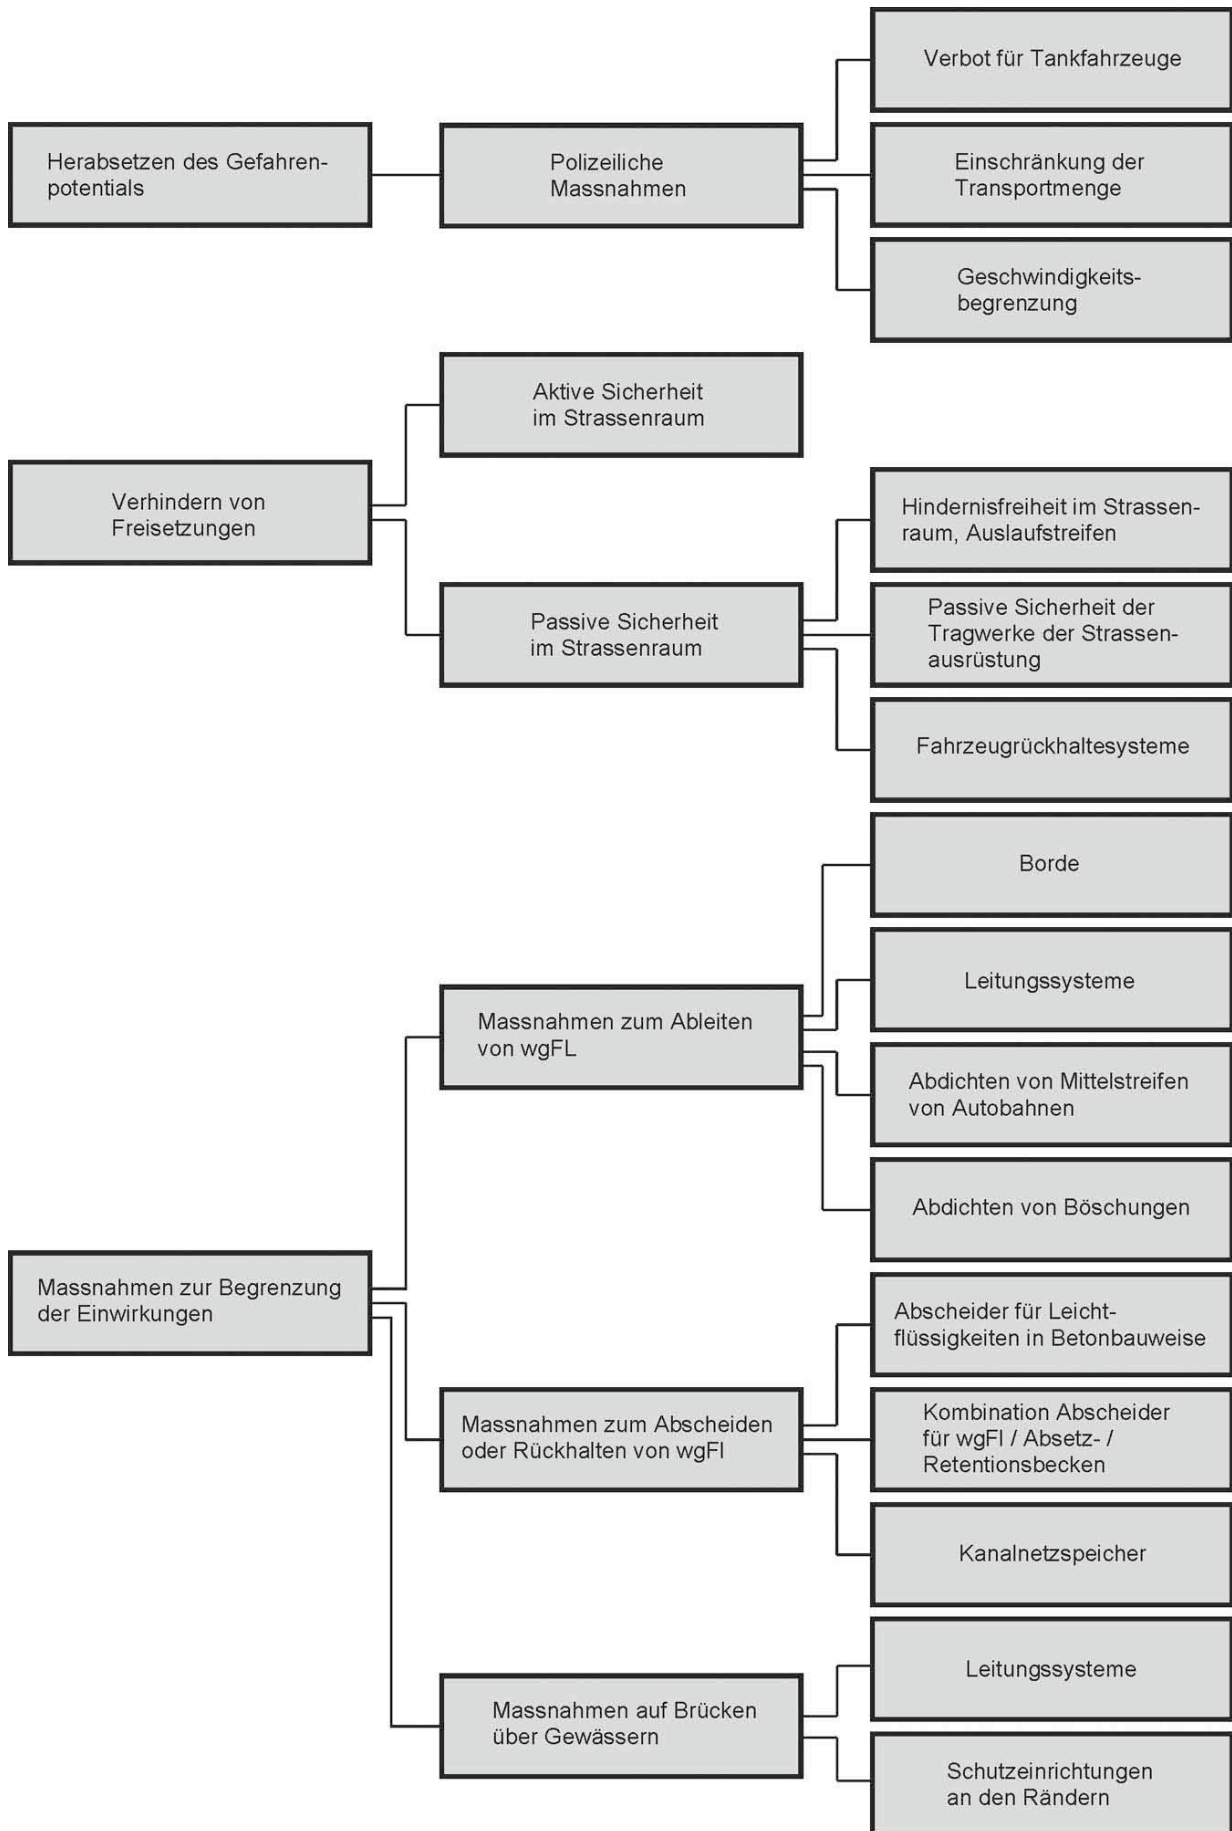 Herabsetzen des Gefahren-
potentials
Polizeiliche
Massnahmen
Verbot für Tankfahrzeuge
Einschränkung der
Transportmenge
Geschwindigkeits-
begrenzung
Verhindern von
Freisetzungen
Aktive Sicherheit
im Strassenraum
Passive Sicherheit
im Strassenraum
Hindernisfreiheit im Strassen-
raum, Auslaufstreifen
Passive Sicherheit der
Tragwerke der Strassen-
ausrüstung
Fahrzeugrückhaltesysteme
Massnahmen zur Begrenzung
der Einwirkungen
Massnahmen zum Ableiten
von wgFL
Borde
Leitungssysteme
Abdichten von Mittelstreifen
von Autobahnen
Abdichten von Böschungen
Massnahmen zum Abscheiden
oder Rückhalten von wgFl
Abscheider für Leicht-
flüssigkeiten in Betonbauweise
Kombination Abscheider
für wgFl / Absetz- /
Retentionsbecken
Kanalnetzspeicher
Massnahmen auf Brücken
über Gewässern
Leitungssysteme
Schutzeinrichtungen
an den Rändern